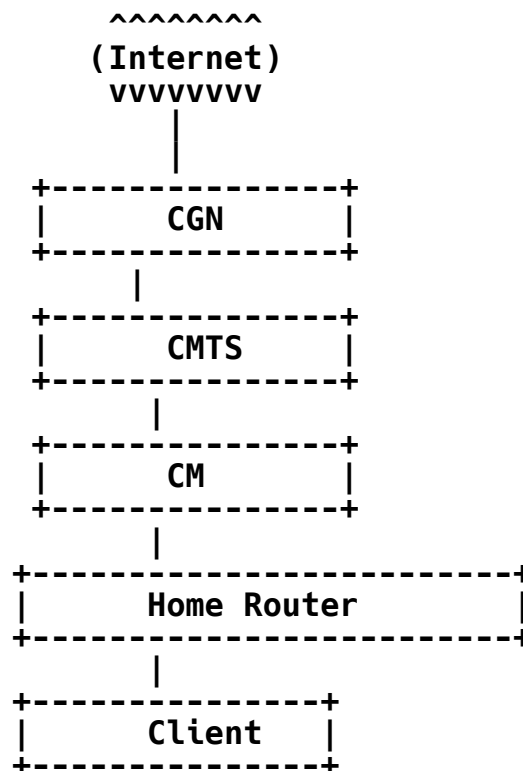 ^^^^^^^^
(Internet)
vvvvvvvv
|
|
+---------------+
| CGN |
+---------------+
|
+---------------+
| CMTS |
+---------------+
|
+---------------+
| CM |
+---------------+
|
+-------------------------+
| Home Router |
+-------------------------+
|
+---------------+
| Client |
+---------------+